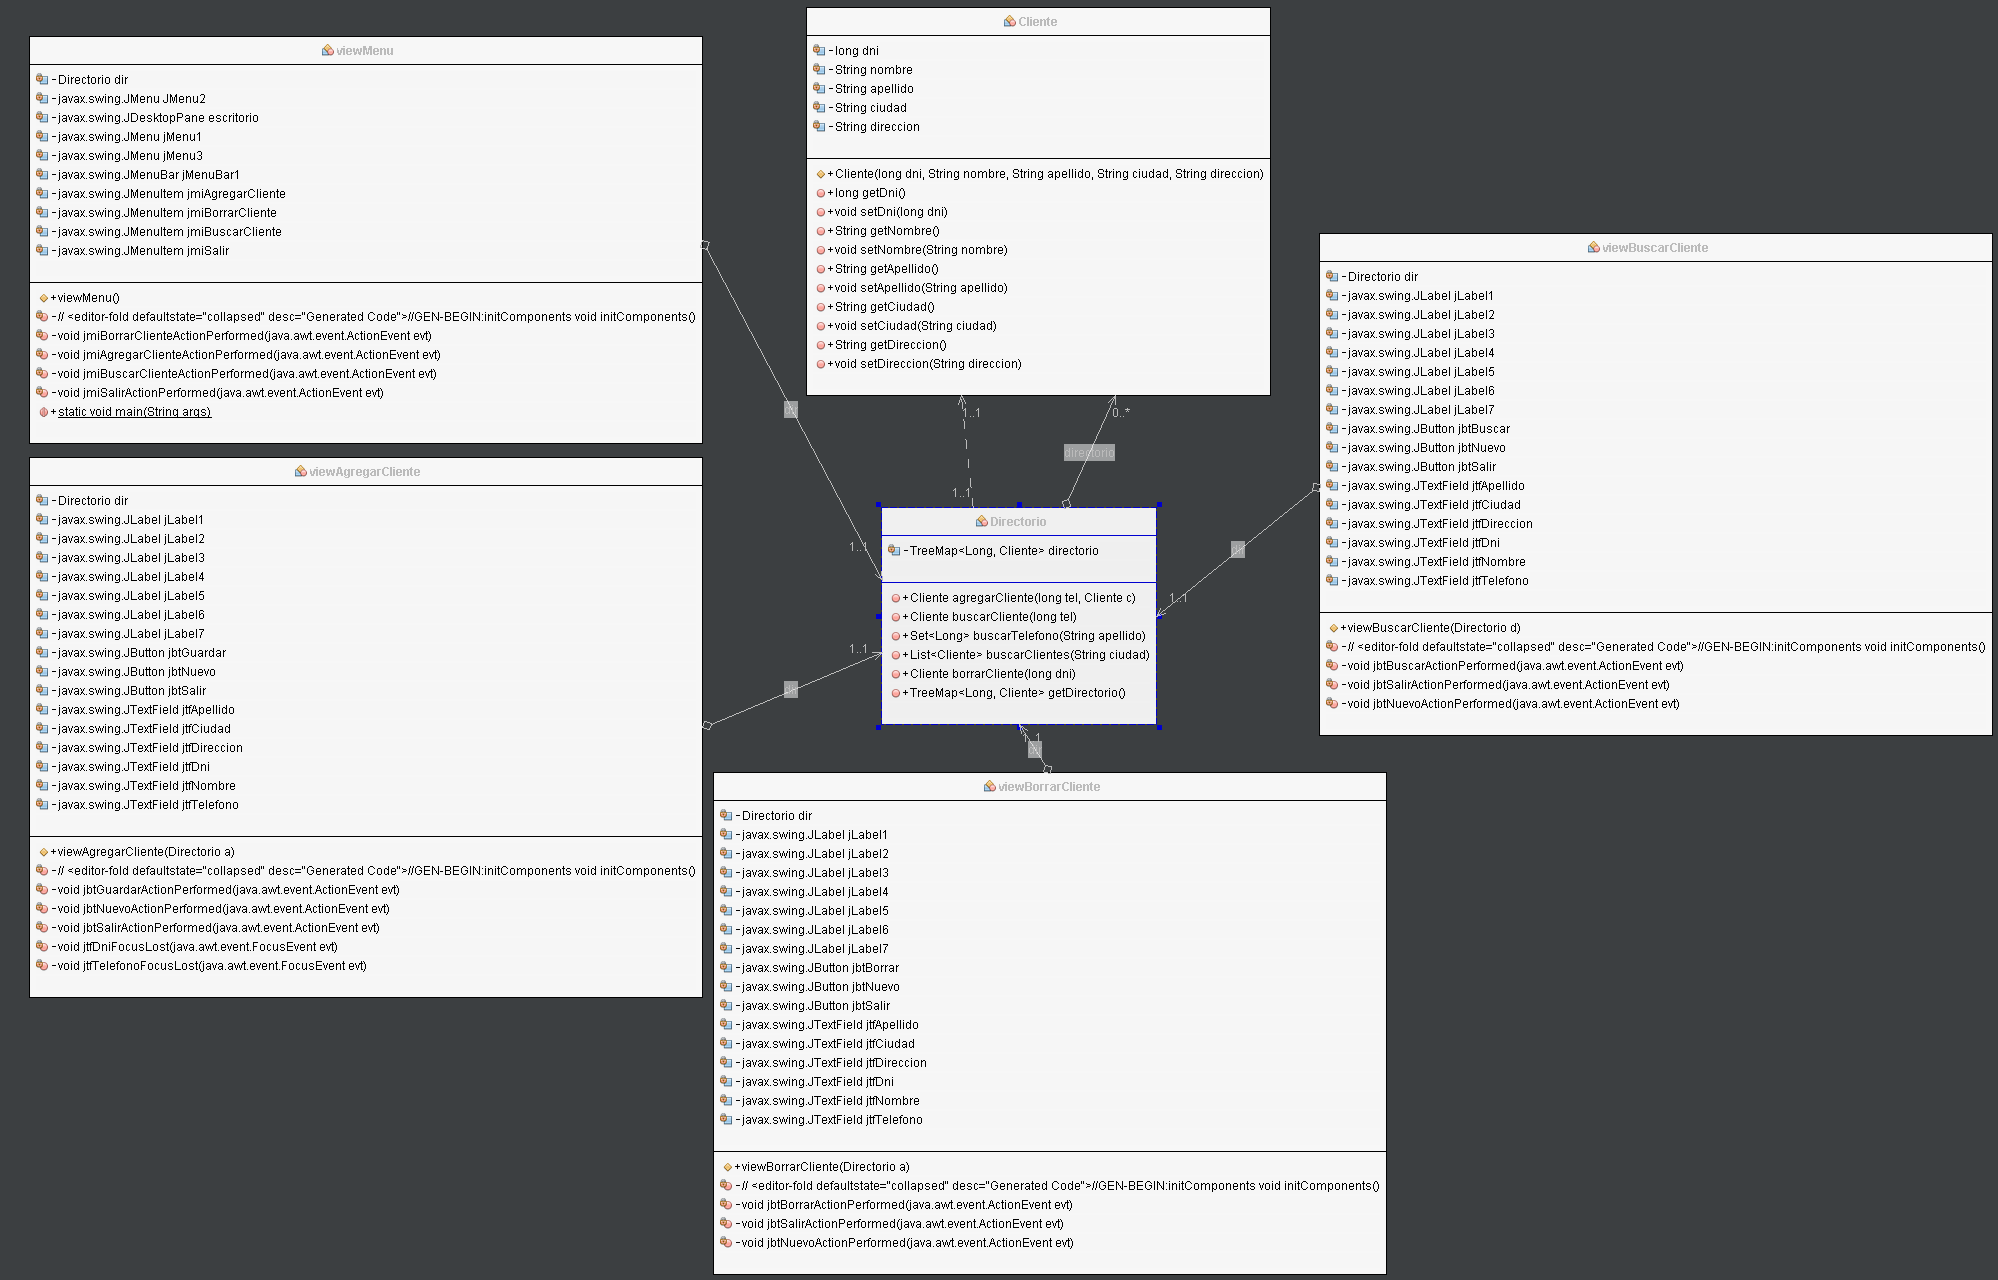 viewMenu
-Directorio dir
-javax.swing.JMenu JMenu2
-javax.swing.JDesktopPane escritorio
-javax.swing.JMenu jMenu1
-javax.swing.JMenu jMenu3
-javax.swing.JMenuBar jMenuBar1
-javax.swing.JMenuItem jmiAgregarCliente
-javax.swing.JMenuItem jmiBorrarCliente
-javax.swing.JMenuItem jmiBuscarCliente
-javax.swing.JMenuItem jmiSalir
+viewMenu()
-// <editor-fold defaultstate="collapsed" desc="Generated Code">//GEN-BEGIN:initComponents void initComponents()
-void jmiBorrarClienteActionPerformed(java.awt.event.ActionEvent evt)
-void jmiAgregarClienteActionPerformed(java.awt.event.ActionEvent evt)
-void jmiBuscarClienteActionPerformed(java.awt.event.ActionEvent evt)
-void jmiSalirActionPerformed(java.awt.event.ActionEvent evt)
+static void main(String args)
Cliente
-long dni
-String nombre
-String apellido
-String ciudad
-String direccion
+Cliente(long dni, String nombre, String apellido, String ciudad, String direccion)
+long getDni()
+void setDni(long dni)
+String getNombre()
+void setNombre(String nombre)
+String getApellido()
+void setApellido(String apellido)
+String getCiudad()
+void setCiudad(String ciudad)
+String getDireccion()
+void setDireccion(String direccion)
viewBuscarCliente
-Directorio dir
-javax.swing.JLabel jLabel1
-javax.swing.JLabel jLabel2
-javax.swing.JLabel jLabel3
-javax.swing.JLabel jLabel4
-javax.swing.JLabel jLabel5
-javax.swing.JLabel jLabel6
-javax.swing.JLabel jLabel7
-javax.swing.JButton jbtBuscar
-javax.swing.JButton jbtNuevo
-javax.swing.JButton jbtSalir
-javax.swing.JTextField jtfApellido
-javax.swing.JTextField jtfCiudad
-javax.swing.JTextField jtfDireccion
-javax.swing.JTextField jtfDni
-javax.swing.JTextField jtfNombre
-javax.swing.JTextField jtfTelefono
+viewBuscarCliente(Directorio d)
-// <editor-fold defaultstate="collapsed" desc="Generated Code">//GEN-BEGIN:initComponents void initComponents()
-void jbtBuscarActionPerformed(java.awt.event.ActionEvent evt)
-void jbtSalirActionPerformed(java.awt.event.ActionEvent evt)
-void jbtNuevoActionPerformed(java.awt.event.ActionEvent evt)
dir
1..1
0..*
directorio
1..1
1..1
dir
1..1
1..1
dir
1..1
dir
Directorio
-TreeMap<Long, Cliente> directorio
+Cliente agregarCliente(long tel, Cliente c)
+Cliente buscarCliente(long tel)
+Set<Long> buscarTelefono(String apellido)
+List<Cliente> buscarClientes(String ciudad)
+Cliente borrarCliente(long dni)
+TreeMap<Long, Cliente> getDirectorio()
viewAgregarCliente
-Directorio dir
-javax.swing.JLabel jLabel1
-javax.swing.JLabel jLabel2
-javax.swing.JLabel jLabel3
-javax.swing.JLabel jLabel4
-javax.swing.JLabel jLabel5
-javax.swing.JLabel jLabel6
-javax.swing.JLabel jLabel7
-javax.swing.JButton jbtGuardar
-javax.swing.JButton jbtNuevo
-javax.swing.JButton jbtSalir
-javax.swing.JTextField jtfApellido
-javax.swing.JTextField jtfCiudad
-javax.swing.JTextField jtfDireccion
-javax.swing.JTextField jtfDni
-javax.swing.JTextField jtfNombre
-javax.swing.JTextField jtfTelefono
+viewAgregarCliente(Directorio a)
-// <editor-fold defaultstate="collapsed" desc="Generated Code">//GEN-BEGIN:initComponents void initComponents()
-void jbtGuardarActionPerformed(java.awt.event.ActionEvent evt)
-void jbtNuevoActionPerformed(java.awt.event.ActionEvent evt)
-void jbtSalirActionPerformed(java.awt.event.ActionEvent evt)
-void jtfDniFocusLost(java.awt.event.FocusEvent evt)
-void jtfTelefonoFocusLost(java.awt.event.FocusEvent evt)
viewBorrarCliente
-Directorio dir
-javax.swing.JLabel jLabel1
-javax.swing.JLabel jLabel2
-javax.swing.JLabel jLabel3
-javax.swing.JLabel jLabel4
-javax.swing.JLabel jLabel5
-javax.swing.JLabel jLabel6
-javax.swing.JLabel jLabel7
-javax.swing.JButton jbtBorrar
-javax.swing.JButton jbtNuevo
-javax.swing.JButton jbtSalir
-javax.swing.JTextField jtfApellido
-javax.swing.JTextField jtfCiudad
-javax.swing.JTextField jtfDireccion
-javax.swing.JTextField jtfDni
-javax.swing.JTextField jtfNombre
-javax.swing.JTextField jtfTelefono
+viewBorrarCliente(Directorio a)
-// <editor-fold defaultstate="collapsed" desc="Generated Code">//GEN-BEGIN:initComponents void initComponents()
-void jbtBorrarActionPerformed(java.awt.event.ActionEvent evt)
-void jbtSalirActionPerformed(java.awt.event.ActionEvent evt)
-void jbtNuevoActionPerformed(java.awt.event.ActionEvent evt)